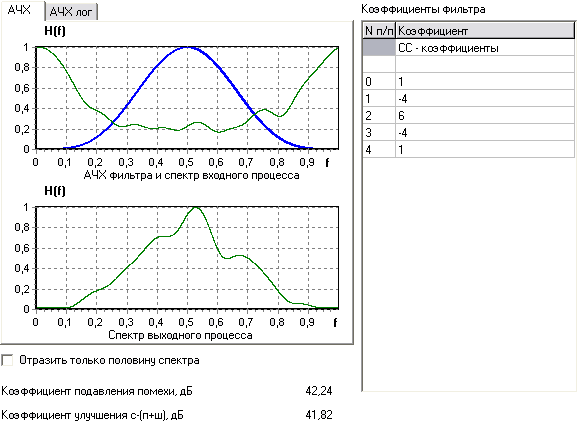 АЧХ АЧХ лог
H(f)
1
0,8
0,6
0,4
0,2
0
0 0,1 0,2 0,3 0,4 0,5 0,6 0,7 0,8 0,9 f
АЧХ фильтра и спектр входного процесса
H(f)
1
0,8
0,6
0,4
0,2
0
0 0,1 0,2 0,3 0,4 0,5 0,6 0,7 0,8 0,9 f
Спектр выходного процесса
Отразить только половину спектра
Коэффициент подавления помехи, дБ 42,24
Коэффициент улучшения с-(п+ш), дБ 41,82
Коэффициенты фильтра
N п/п Коэффициент
СС - коэффициенты
0 1
1 -4
2 6
3 -4
4 1